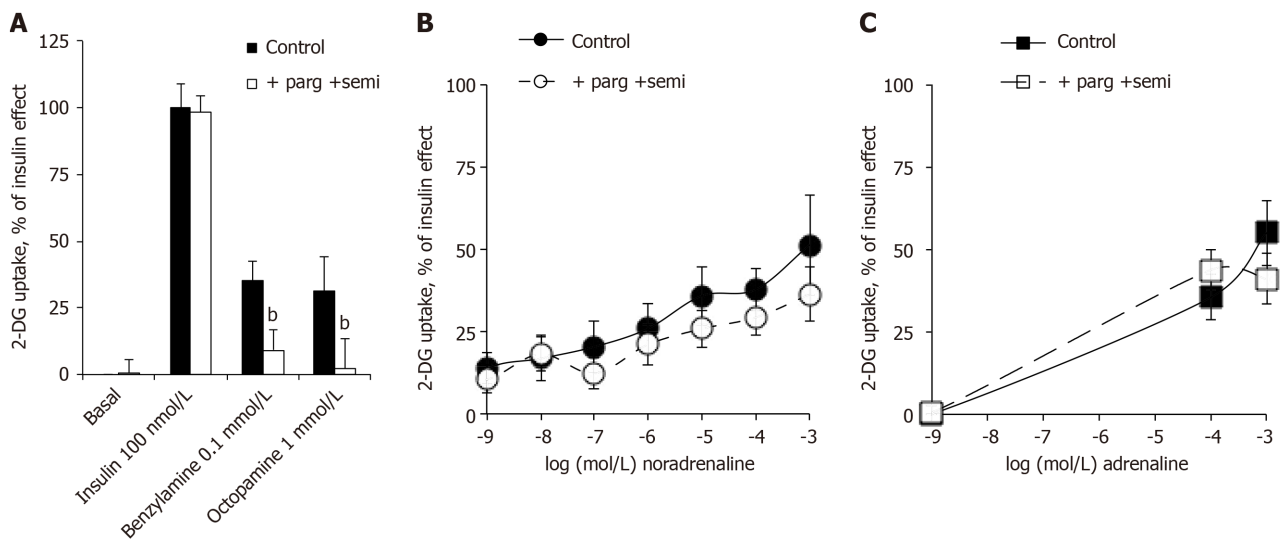 A
125
100
75
50
25
0
2-DG uptake, % of insulin effect
Control
+ parg +semi
b
b
Basal
Insulin 100 nmol/L
Benzylamine 0.1 mmol/L
Octopamine 1 mmol/L
B
Control
+ parg +semi
100
75
50
25
0
2-DG uptake, % of insulin effect
-9 -8 -7 -6 -5 -4 -3
log (mol/L) noradrenaline
C
Control
+ parg +semi
100
75
50
25
0
2-DG uptake, % of insulin effect
-9 -8 -7 -6 -5 -4 -3
log (mol/L) adrenaline